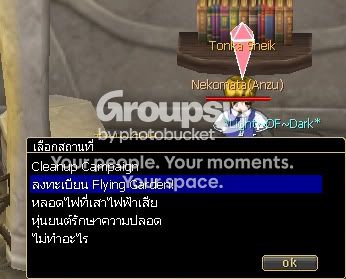 Tonka Sheik
Nekomata(Anzu)
Groupsu
by photobucket
เลือกสถานที่
Cleanup Campaign
Your people. Your moments.
ลงทะเบียน Flying Garden
Your space.
หลอดไฟที่เสาไฟฟ้าเสีย
หุ่นยนต์รักษาความปลอด
ไม่ทำอะไร
ok